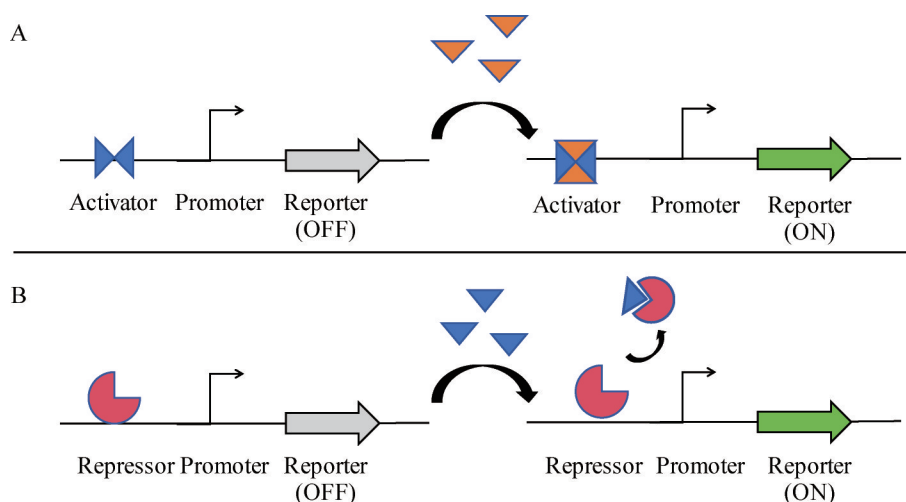 A
Activator Promoter Reporter Activator Promoter Reporter
(OFF) (ON)
B
Repressor Promoter Reporter Repressor Promoter Reporter
(OFF) (ON)